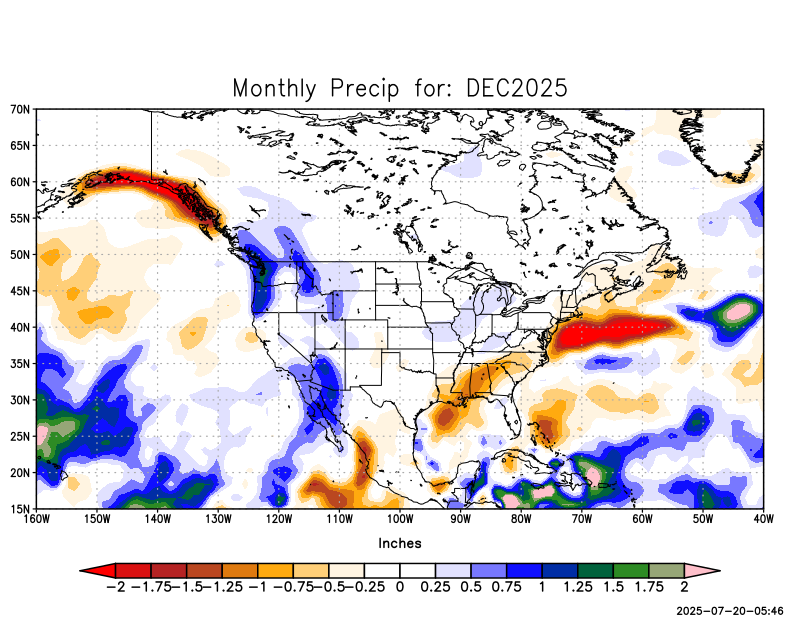 Monthly Precip for: DEC2025
70N
65N
60N
55N
50N
45N
40N
35N
30N
25N
20N
15N
160W 150W 140W 130W 120W 110W 100W 90W 80W 70W 60W 50W 40W
Inches
-2 -1.75 -1.5 -1.25 -1 -0.75 -0.5 -0.25 0 0.25 0.5 0.75 1 1.25 1.5 1.75 2
2025-07-20-05:46